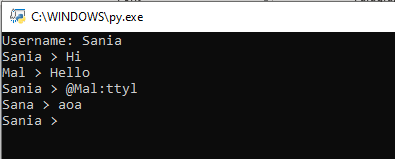 C:\WINDOWS\py.exe
Username: Sania
Sania > Hi
Mal > Hello
Sania > @Mal:ttyl
Sana > aoa
Sania >